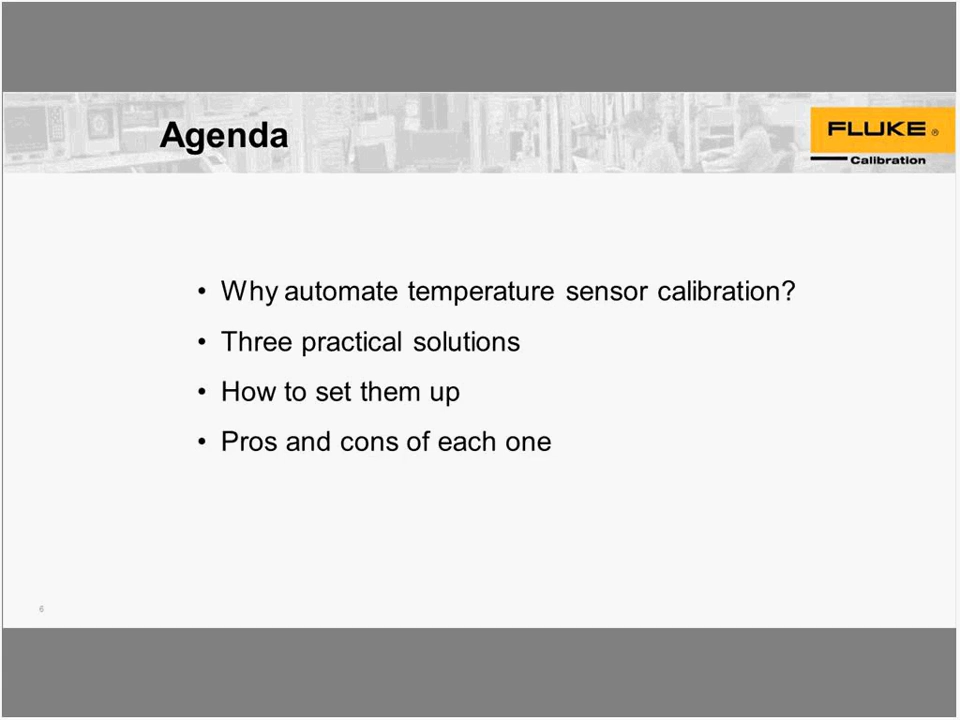 Agenda
FLUKE ®
Calibration
• Why automate temperature sensor calibration?
• Three practical solutions
• How to set them up
• Pros and cons of each one
6